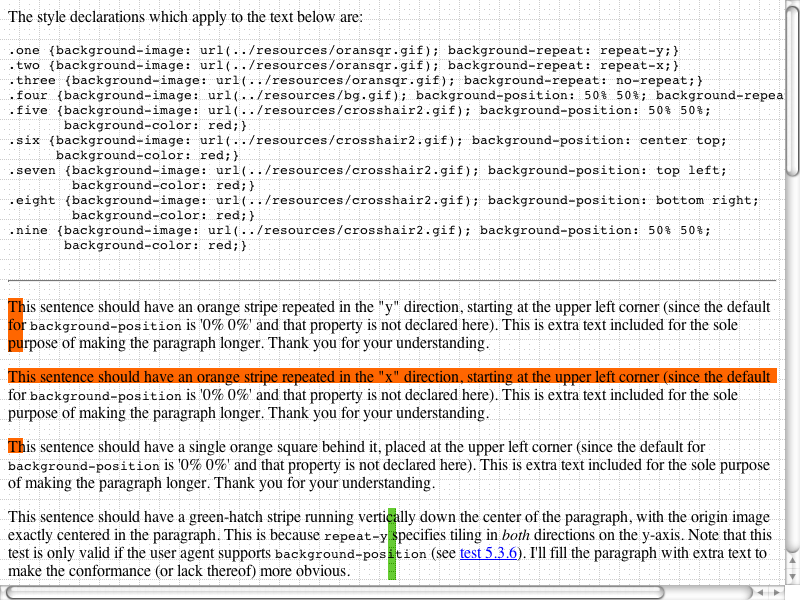 The style declarations which apply to the text below are:
.one {background-image: url(../resources/oransqr.gif); background-repeat: repeat-y;}
.two {background-image: url(../resources/oransqr.gif); background-repeat: repeat-x;}
.three {background-image: url(../resources/oransqr.gif); background-repeat: no-repeat;}
.four {background-image: url(../resources/bg.gif); background-position: 50% 50%; background-repea
.five {background-image: url(../resources/crosshair2.gif); background-position: 50% 50%;
background-color: red;}
.six {background-image: url(../resources/crosshair2.gif); background-position: center top;
background-color: red;}
.seven {background-image: url(../resources/crosshair2.gif); background-position: top left;
background-color: red;}
.eight {background-image: url(../resources/crosshair2.gif); background-position: bottom right;
background-color: red;}
.nine {background-image: url(../resources/crosshair2.gif); background-position: 50% 50%;
background-color: red;}
This sentence should have an orange stripe repeated in the "y" direction, starting at the upper left corner (since the default
for background-position is '0% 0%' and that property is not declared here). This is extra text included for the sole
purpose of making the paragraph longer. Thank you for your understanding.
This sentence should have an orange stripe repeated in the "x" direction, starting at the upper left corner (since the default
for background-position is '0% 0%' and that property is not declared here). This is extra text included for the sole
purpose of making the paragraph longer. Thank you for your understanding.
This sentence should have a single orange square behind it, placed at the upper left corner (since the default for
background-position is '0% 0%' and that property is not declared here). This is extra text included for the sole purpose
of making the paragraph longer. Thank you for your understanding.
This sentence should have a green-hatch stripe running vertically down the center of the paragraph, with the origin image
exactly centered in the paragraph. This is because repeat-y specifies tiling in both directions on the y-axis. Note that this
test is only valid if the user agent supports background-position (see test 5.3.6). I'll fill the paragraph with extra text to
make the conformance (or lack thereof) more obvious.